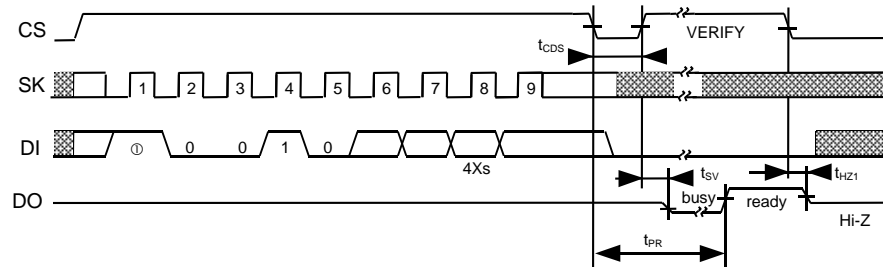 CS
VERIFY
tCDS
SK
1 2 3 4 5 6 7 8 9
DI
① 0 0 1 0
4Xs
tSV
tHZ1
DO
busy
ready
Hi-Z
tPR